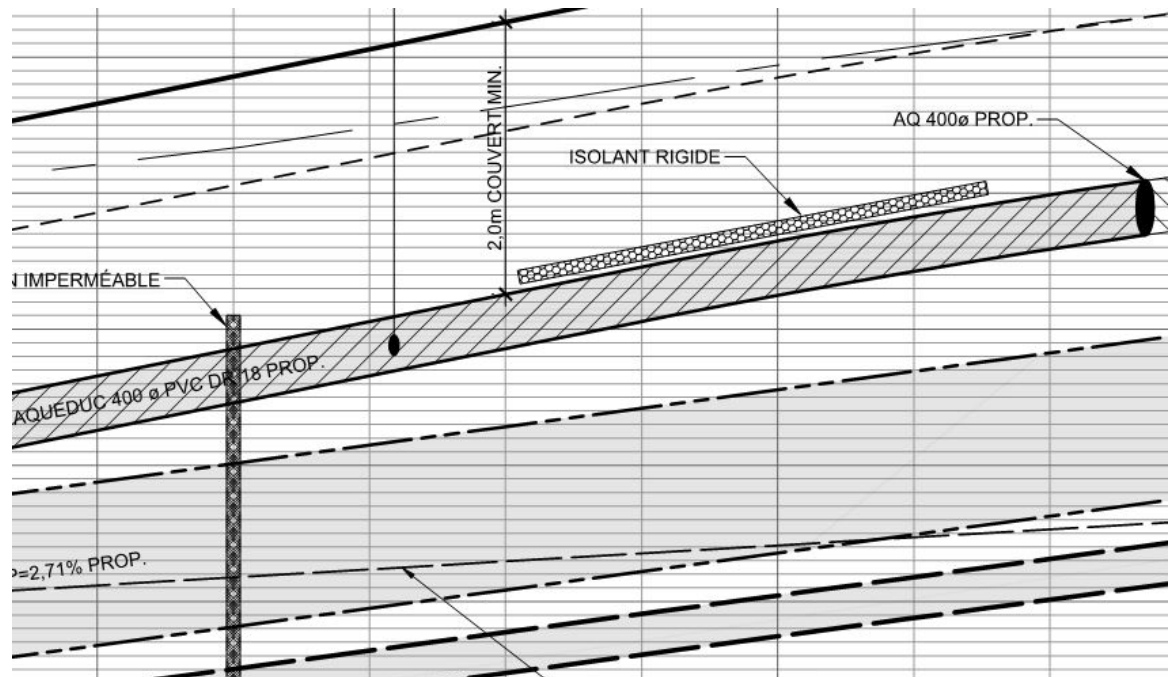 2,0m COUVERT MIN.
AQ 400ø PROP.
ISOLANT RIGIDE
N IMPERMÉABLE
AQUEDUC 400 ø PVC DR 18 PROP.
P=2,71% PROP.